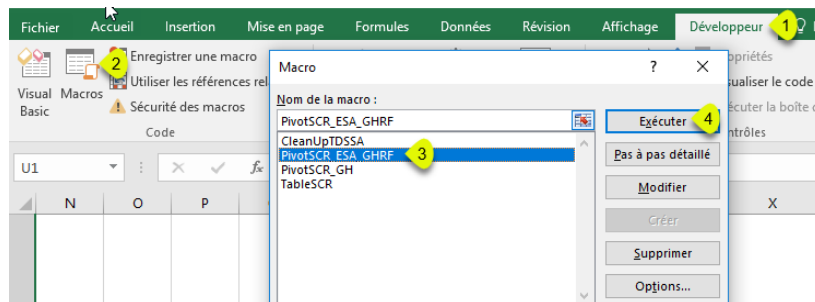 Fichier Accueil Insertion Mise en page Formules Données Révision Affichage Développeur 1
Enregistrer une macro
2
Utiliser les références rel
Visual Basic
Macros
Sécurité des macros
Code
opriétés
sualiser le code
écuter la boîte
ntrôles
Macro ? ×
Nom de la macro :
PivotSCR_ESA_GHRF
CleanUpTDSSA
PivotSCR_ESA_GHRF 3
PivotSCR_GH
TableSCR
Exécuter 4
Pas à pas détaillé
Modifier
Créer
Supprimer
Options...
U1 fx
N O P X